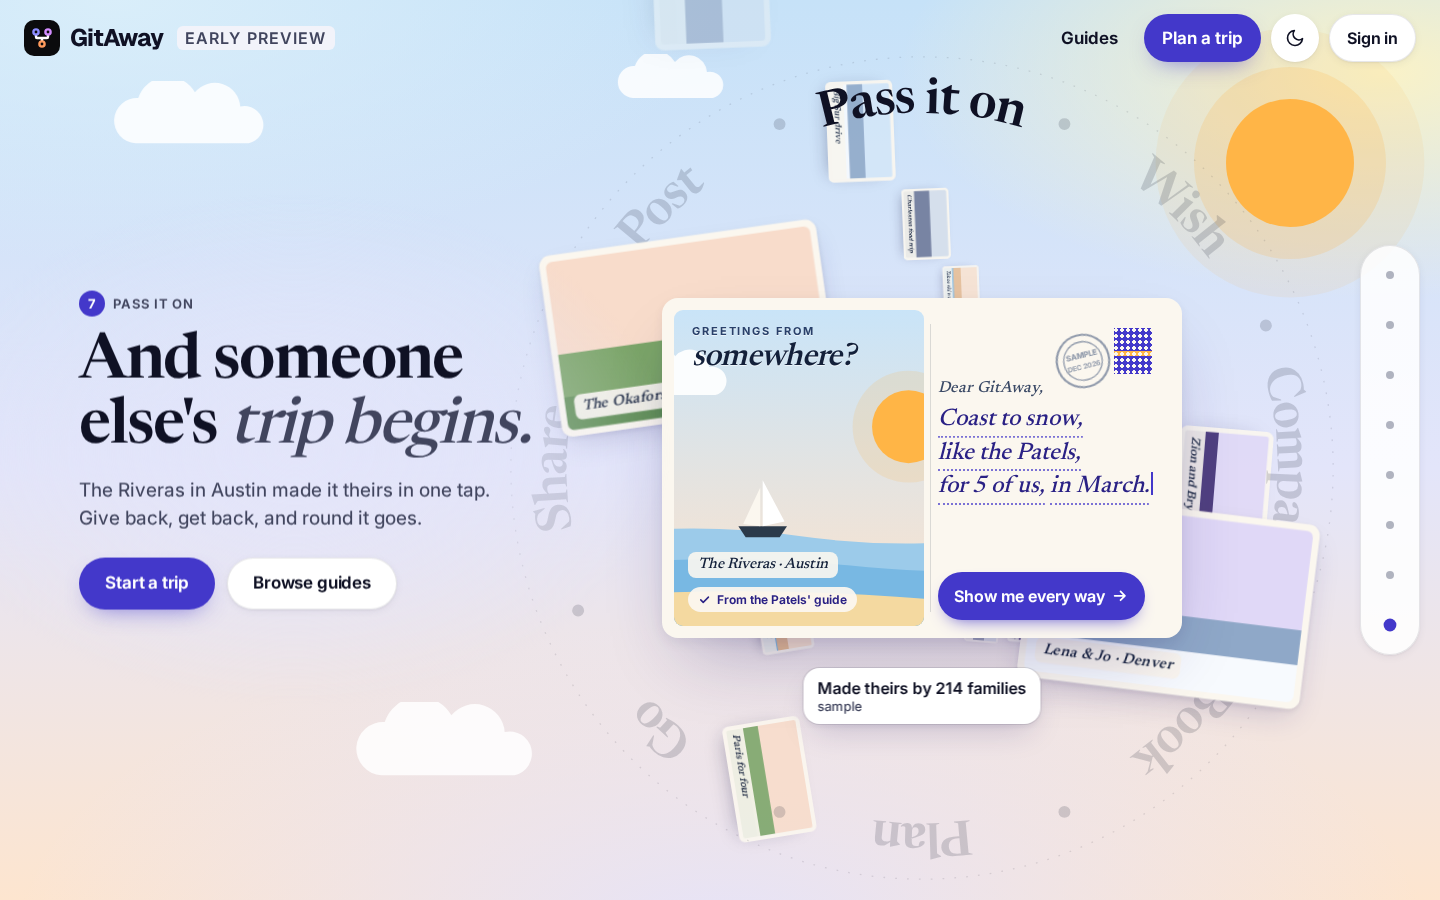 GitAway
EARLY PREVIEW
Guides
Plan a trip
Sign in
Pass it on
Wish
Post
Share
Go
Plan
Book
7
PASS IT ON
And someone
else's trip begins.
The Riveras in Austin made it theirs in one tap.
Give back, get back, and round it goes.
Start a trip
Browse guides
Charleston food trip
The Okafor
GREETINGS FROM
somewhere?
The Riveras · Austin
From the Patels' guide
SAMPLE
DEC 2026
Dear GitAway,
Coast to snow,
like the Patels,
for 5 of us, in March.
Show me every way
Zion and Bry
Lena & Jo · Denver
Made theirs by 214 families
sample
Paris for four